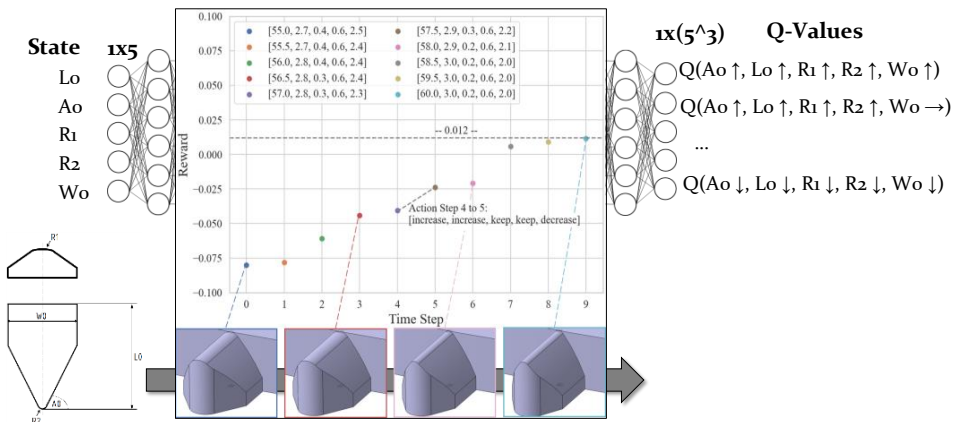 State
1x5
1x(5^3)
Q-Values
Lo
Ao
R1
R2
Wo
0.100
0.075
0.050
0.025
0.000
−0.025
−0.050
−0.075
−0.100
Reward
[55.0, 2.7, 0.4, 0.6, 2.5]
[55.5, 2.7, 0.4, 0.6, 2.4]
[56.0, 2.8, 0.4, 0.6, 2.4]
[56.5, 2.8, 0.3, 0.6, 2.4]
[57.0, 2.8, 0.3, 0.6, 2.3]
[57.5, 2.9, 0.3, 0.6, 2.2]
[58.0, 2.9, 0.2, 0.6, 2.1]
[58.5, 3.0, 0.2, 0.6, 2.0]
[59.5, 3.0, 0.2, 0.6, 2.0]
[60.0, 3.0, 0.2, 0.6, 2.0]
-- 0.012 --
Action Step 4 to 5:
[increase, increase, keep, keep, decrease]
0 1 2 3 4 5 6 7 8 9
Time Step
Q(Ao ↑, Lo ↑, R1 ↑, R2 ↑, Wo ↑)
Q(Ao ↑, Lo ↑, R1 ↑, R2 ↑, Wo →)
...
Q(Ao ↓, Lo ↓, R1 ↓, R2 ↓, Wo ↓)
R1
W0
L0
A0
R2